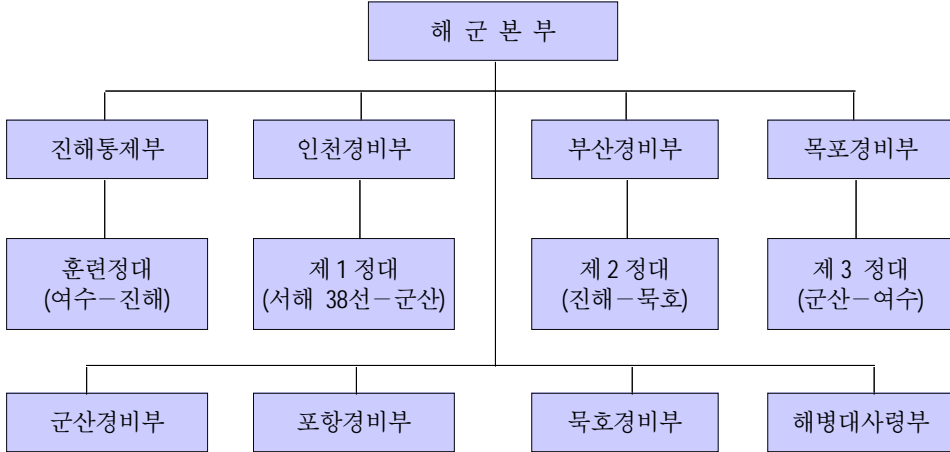 해 군 본 부
진해통제부
인천경비부
부산경비부
목포경비부
훈련정대
(여수－진해)
제 1 정대
(서해 38선－군산)
제 2 정대
(진해－묵호)
제 3 정대
(군산－여수)
군산경비부
포항경비부
묵호경비부
해병대사령부